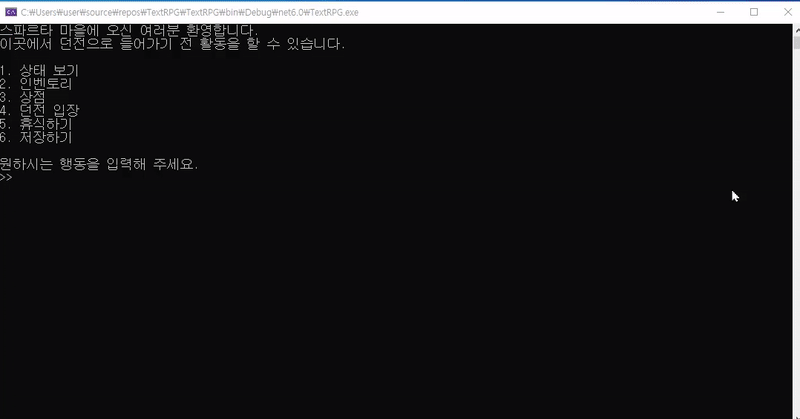 C:₩Users₩user₩source₩repos₩TextRPG₩TextRPG₩bin₩Debug₩net6.0₩TextRPG.exe
스파르타 마을에 오신 여러분 환영합니다.
이곳에서 던전으로 들어가기 전 활동을 할 수 있습니다.
1. 상태 보기
2. 인벤토리
3. 상점
4. 던전 입장
5. 휴식하기
6. 저장하기
원하시는 행동을 입력해 주세요.
>>